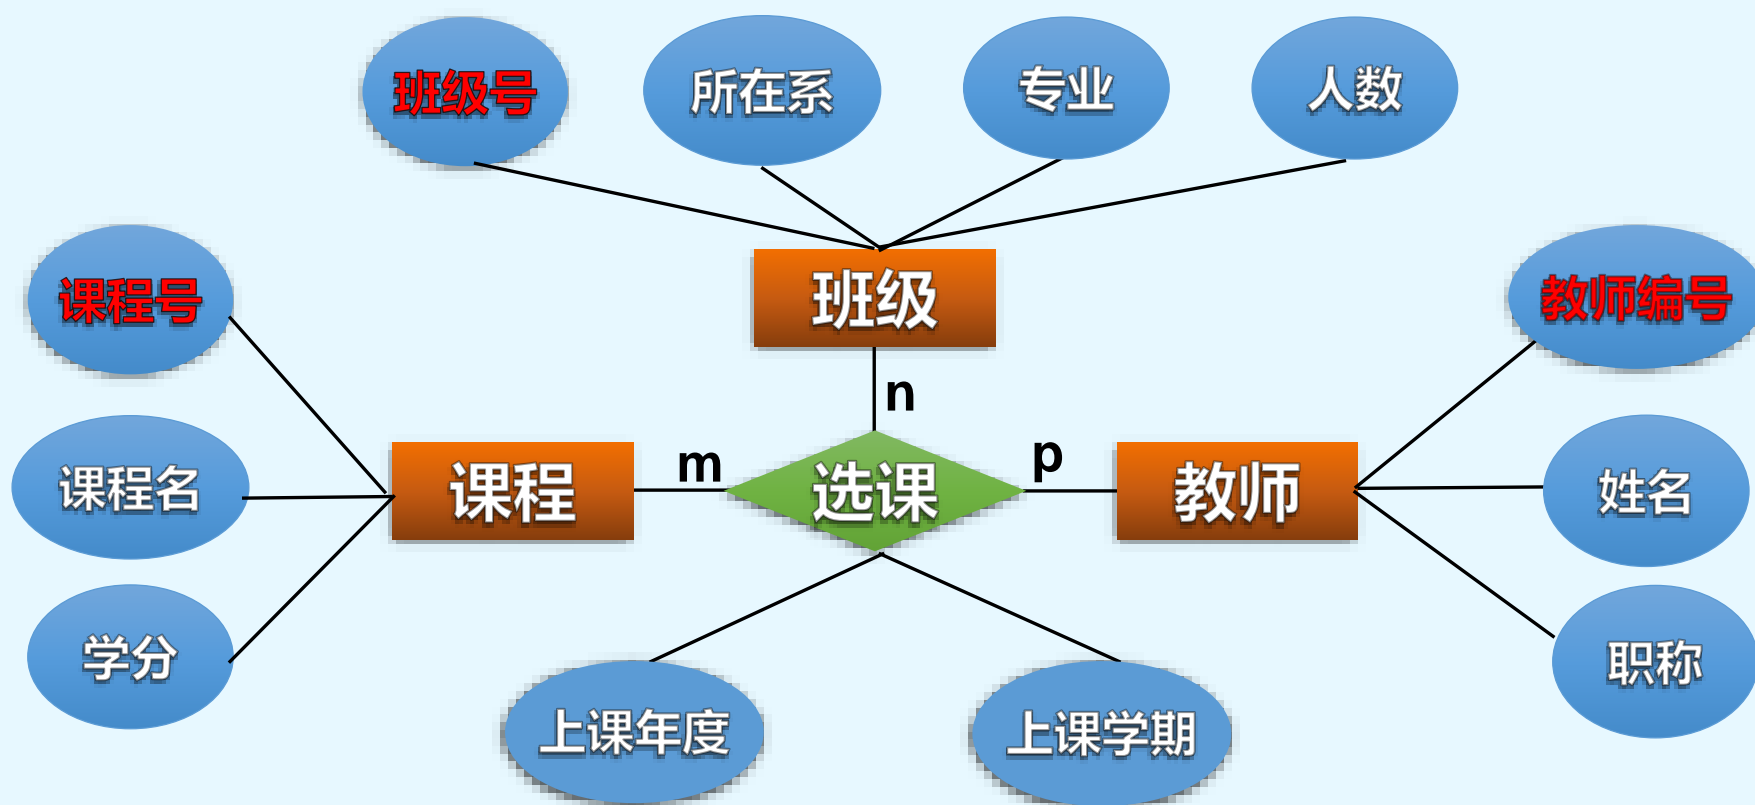 班级号
所在系
专业
人数
课程号
班级
教师编号
n
课程名
课程
m
选课
p
教师
姓名
学分
职称
上课年度
上课学期